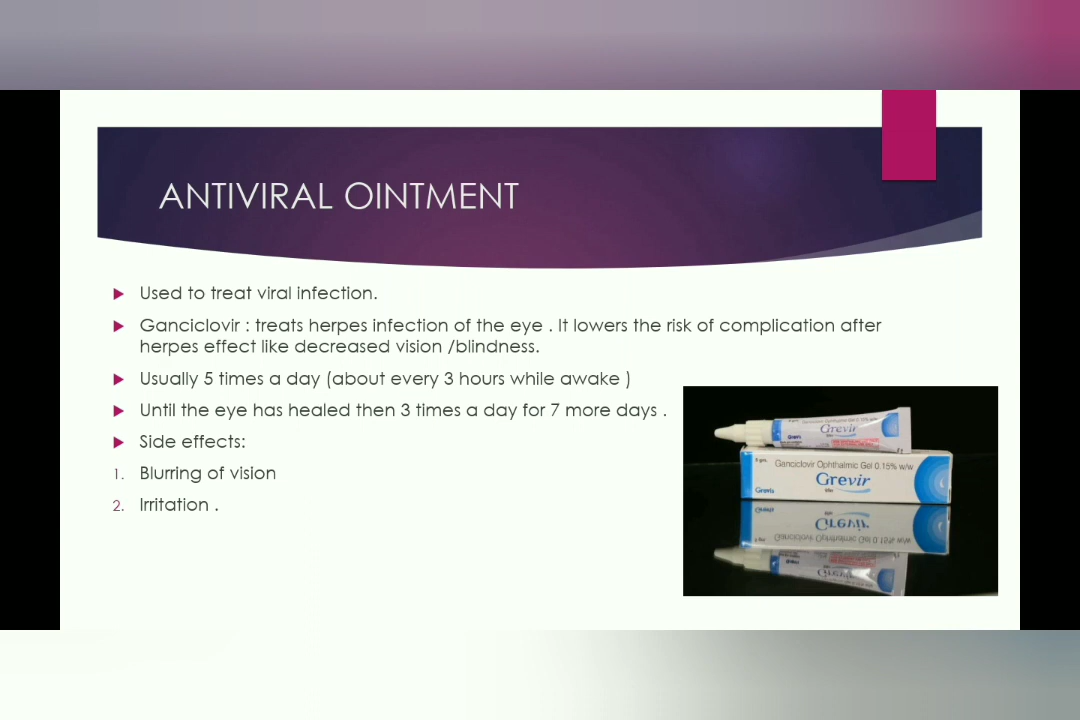 ANTIVIRAL OINTMENT
Used to treat viral infection.
Ganciclovir : treats herpes infection of the eye . It lowers the risk of complication after
herpes effect like decreased vision /blindness.
Usually 5 times a day (about every 3 hours while awake )
Until the eye has healed then 3 times a day for 7 more days .
Side effects:
1. Blurring of vision
2. Irritation .
Grevir
5 gms.
Ganciclovir Ophthalmic Gel 0.15% w/w
Grevir